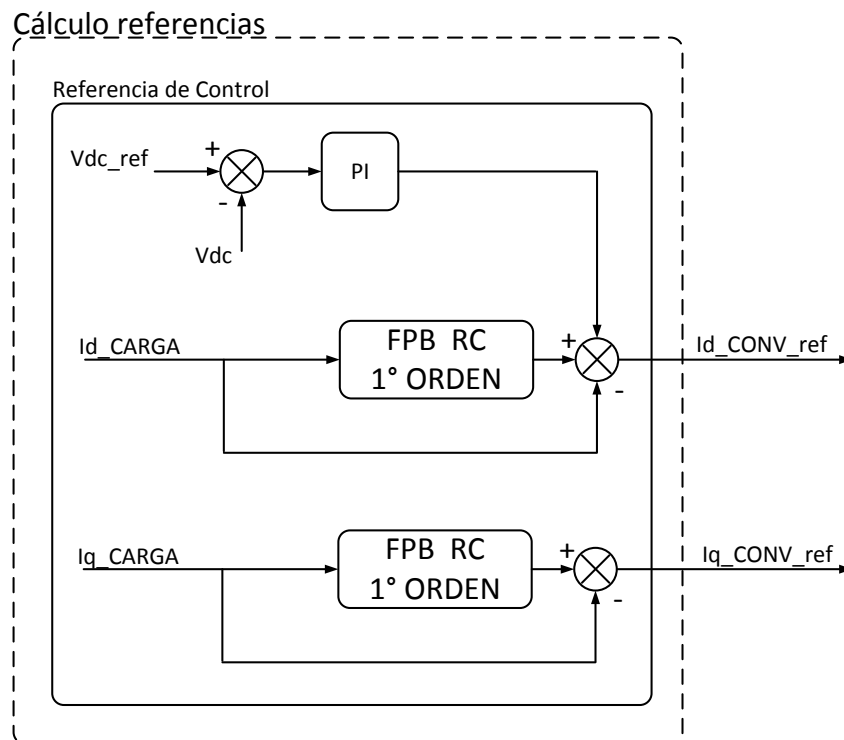 Cálculo referencias
Referencia de Control
Vdc_ref
+
-
PI
Vdc
Id_CARGA
FPB RC
1° ORDEN
+
-
Id_CONV_ref
Iq_CARGA
FPB RC
1° ORDEN
+
-
Iq_CONV_ref